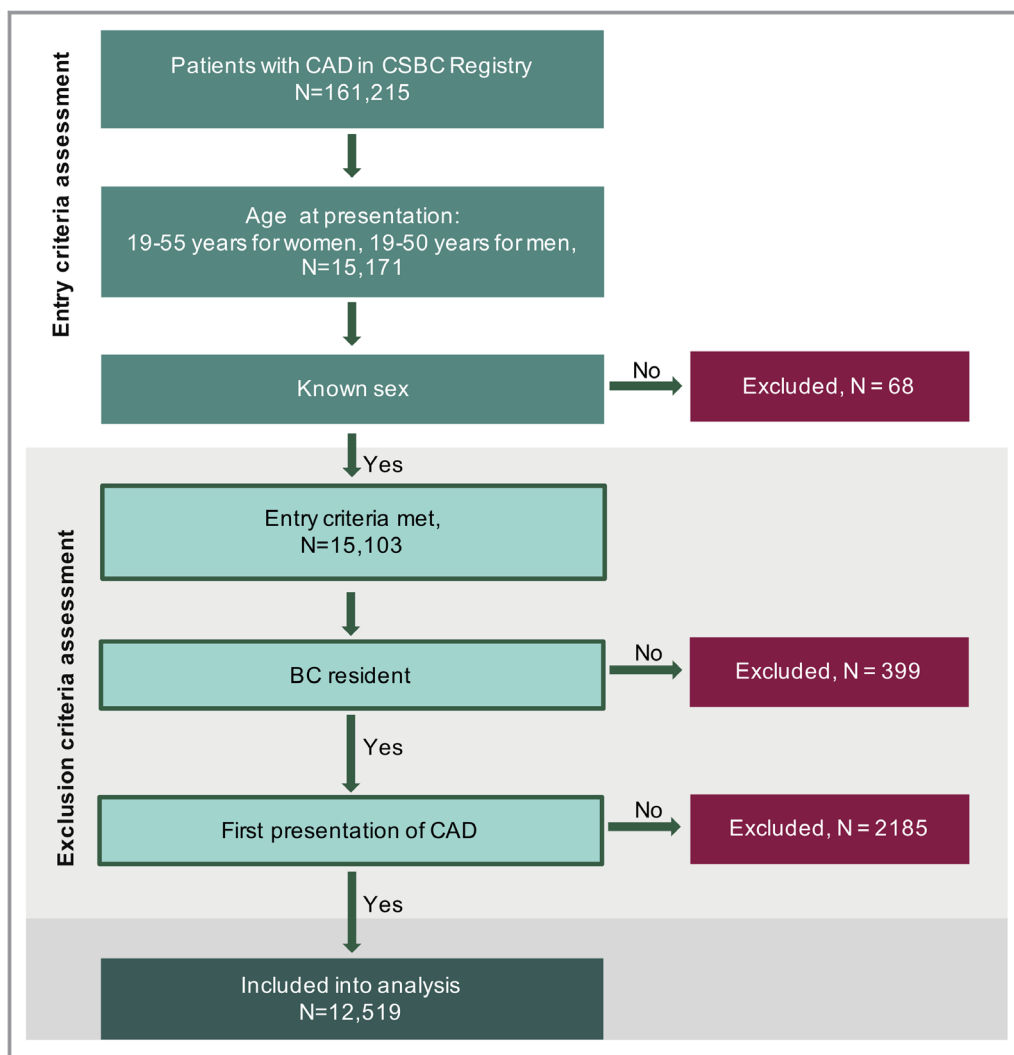 Entry criteria assessment
Patients with CAD in CSBC Registry
N=161,215
Age at presentation:
19-55 years for women, 19-50 years for men,
N=15,171
Known sex
No
Excluded, N = 68
Yes
Exclusion criteria assessment
Entry criteria met,
N=15,103
BC resident
No
Excluded, N = 399
Yes
First presentation of CAD
No
Excluded, N = 2185
Yes
Included into analysis
N=12,519